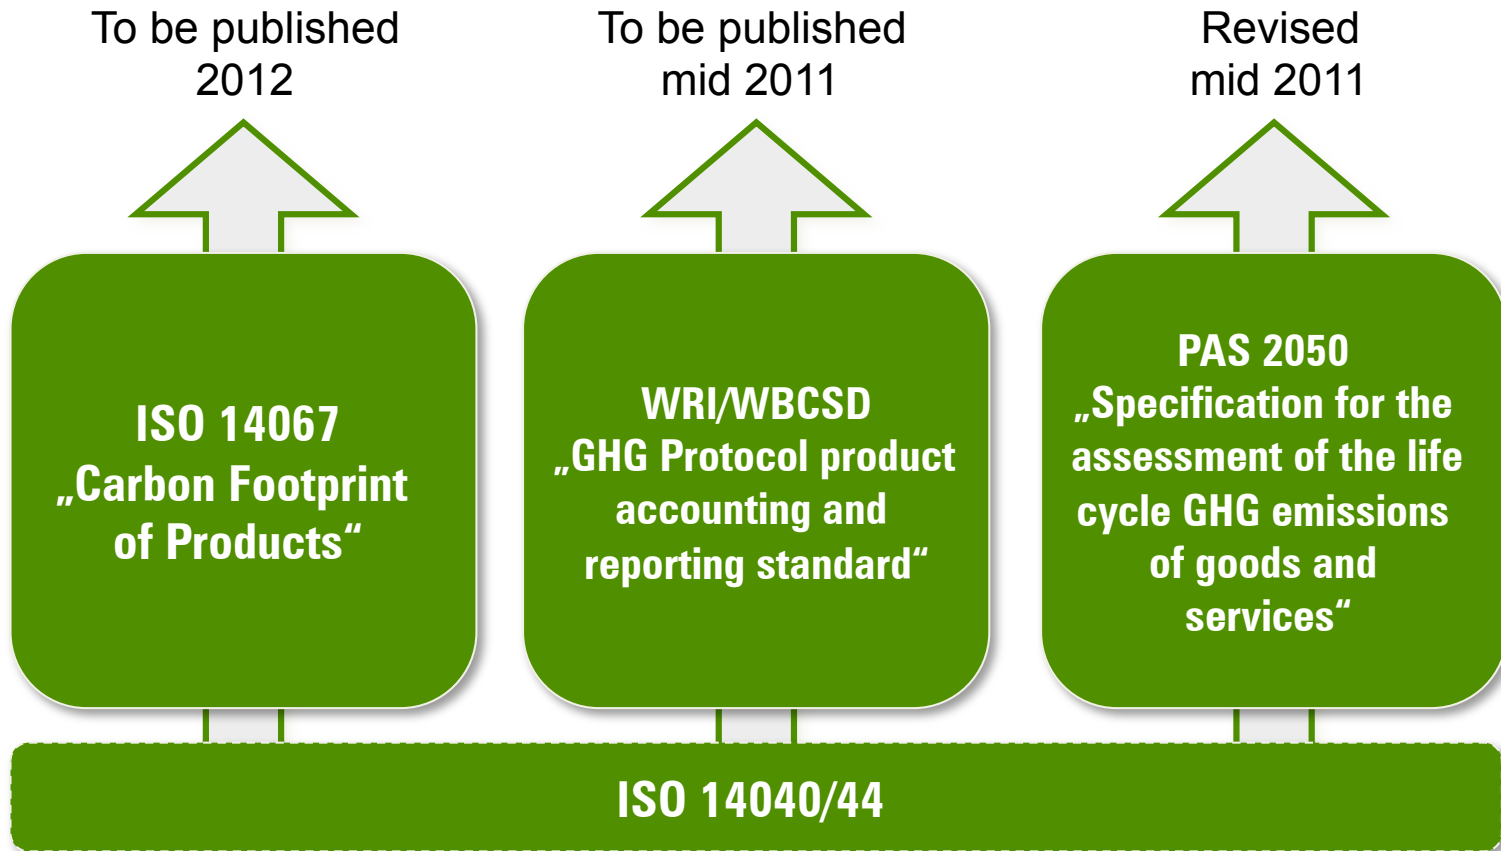 To be published
2012
To be published
mid 2011
Revised
mid 2011
ISO 14067
„Carbon Footprint
of Products“
WRI/WBCSD
„GHG Protocol product
accounting and
reporting standard“
PAS 2050
„Specification for the
assessment of the life
cycle GHG emissions
of goods and
services“
ISO 14040/44